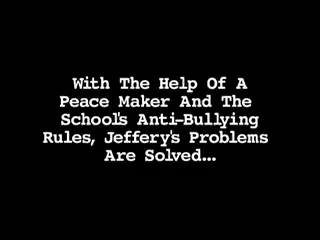 With The Help Of A
Peace Maker And The
School's Anti-Bullying
Rules, Jeffery's Problems
Are Solved...